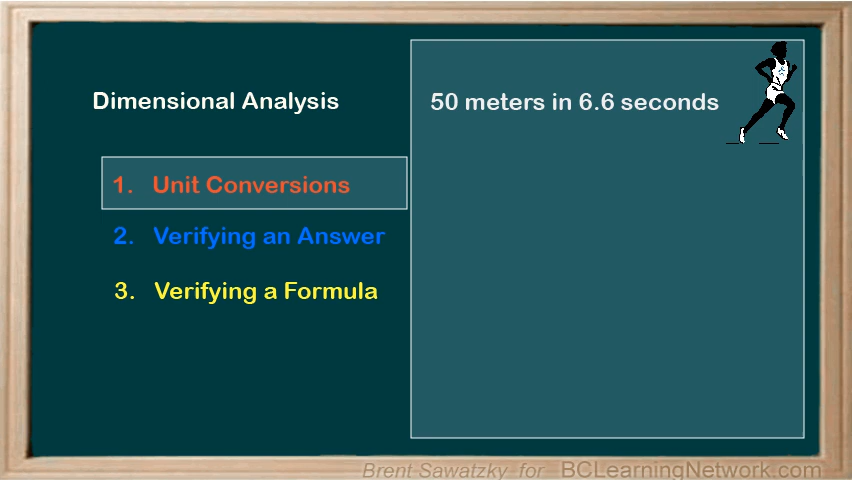 Dimensional Analysis
1. Unit Conversions
2. Verifying an Answer
3. Verifying a Formula
50 meters in 6.6 seconds
Brent Sawatzky for BCLearningNetwork.com